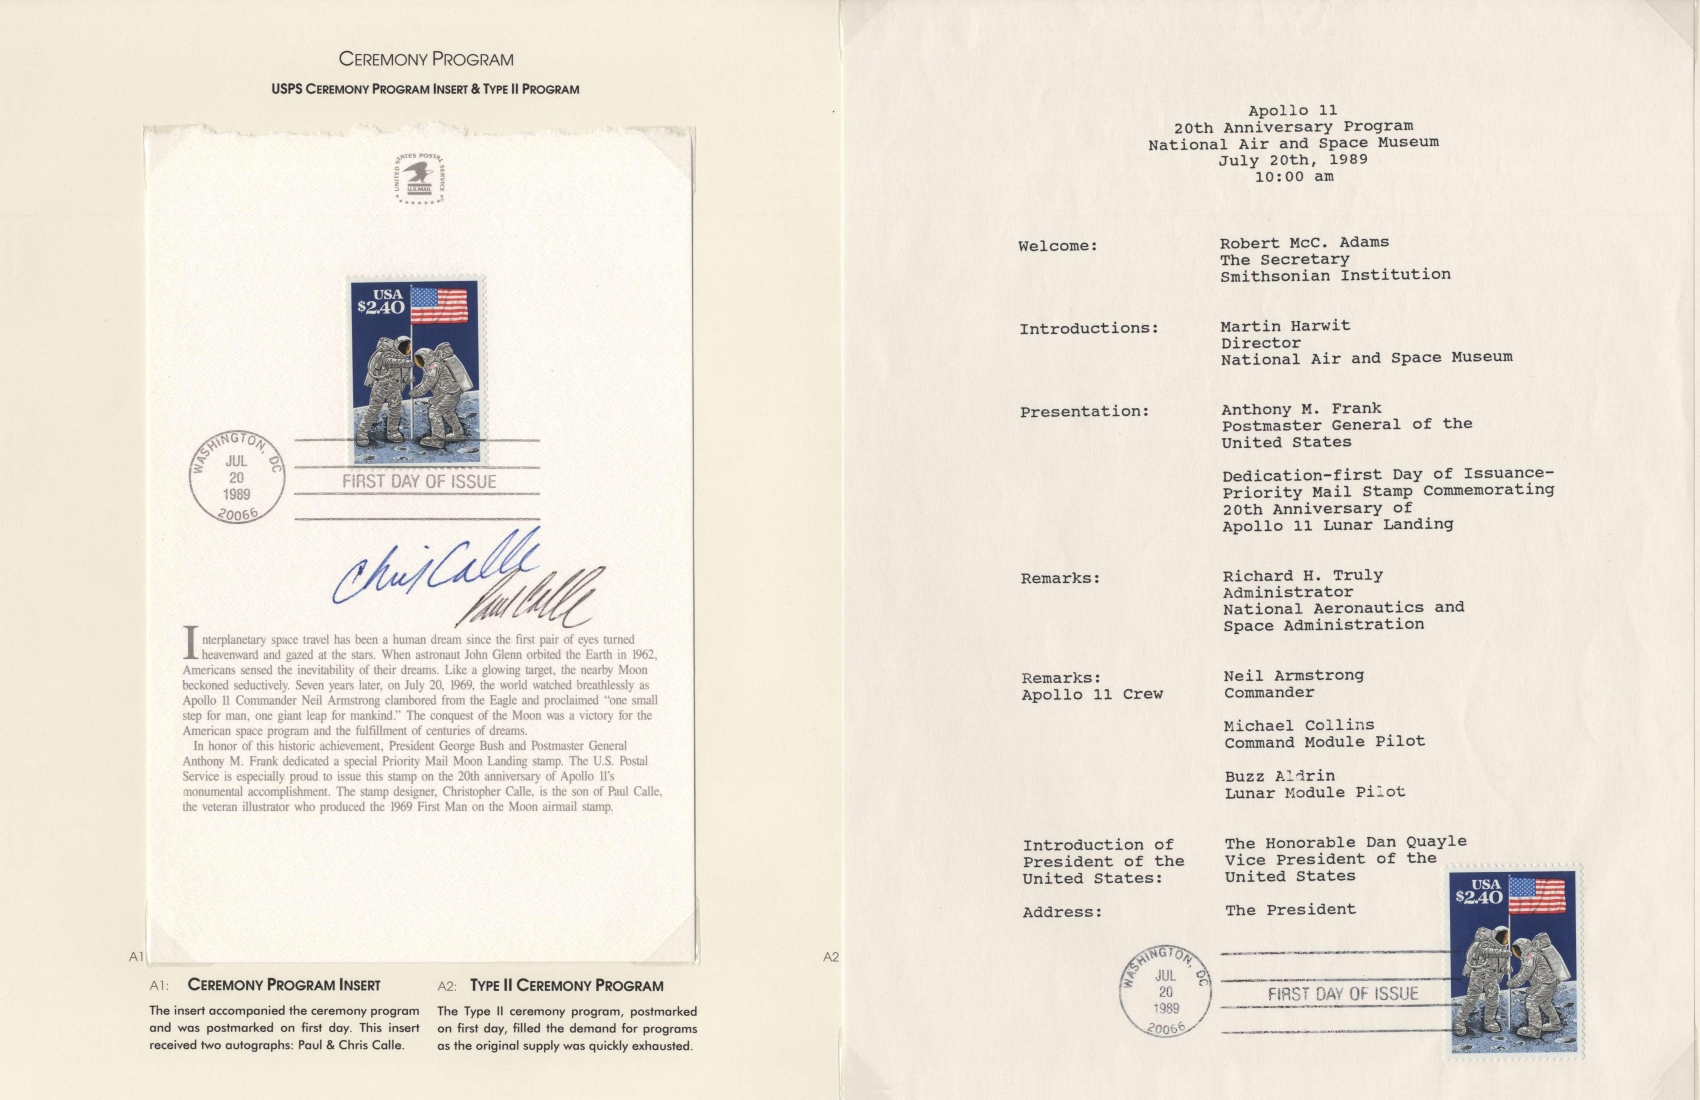 CEREMONY PROGRAM
USPS CEREMONY PROGRAM INSERT & TYPE II PROGRAM
UNITED STATES POSTAL SERVICE
U.S.MAIL
USA
$2.40
WASHINGTON, DC
JUL
20
1989
20066
FIRST DAY OF ISSUE
Chris Calle
Paul Calle
Interplanetary space travel has been a human dream since the first pair of eyes turned
heavenward and gazed at the stars. When astronaut John Glenn orbited the Earth in 1962,
Americans sensed the inevitability of their dreams. Like a glowing target, the nearby Moon
beckoned seductively. Seven years later, on July 20, 1969, the world watched breathlessly as
Apollo 11 Commander Neil Armstrong clambored from the Eagle and proclaimed “one small
step for man, one giant leap for mankind.” The conquest of the Moon was a victory for the
American space program and the fulfillment of centuries of dreams.
In honor of this historic achievement, President George Bush and Postmaster General
Anthony M. Frank dedicated a special Priority Mail Moon Landing stamp. The U.S. Postal
Service is especially proud to issue this stamp on the 20th anniversary of Apollo 11's
monumental accomplishment. The stamp designer, Christopher Calle, is the son of Paul Calle,
the veteran illustrator who produced the 1969 First Man on the Moon airmail stamp.
A1
A1: CEREMONY PROGRAM INSERT
The insert accompanied the ceremony program
and was postmarked on first day. This insert
received two autographs: Paul & Chris Calle.
A2: TYPE II CEREMONY PROGRAM
The Type II ceremony program, postmarked
on first day, filled the demand for programs
as the original supply was quickly exhausted.
A2
Apollo 11
20th Anniversary Program
National Air and Space Museum
July 20th, 1989
10:00 am
Welcome: Robert McC. Adams
The Secretary
Smithsonian Institution
Introductions: Martin Harwit
Director
National Air and Space Museum
Presentation: Anthony M. Frank
Postmaster General of the
United States
Dedication-first Day of Issuance-
Priority Mail Stamp Commemorating
20th Anniversary of
Apollo 11 Lunar Landing
Remarks: Richard H. Truly
Administrator
National Aeronautics and
Space Administration
Remarks: Neil Armstrong
Apollo 11 Crew Commander
Michael Collins
Command Module Pilot
Buzz Aldrin
Lunar Module Pilot
Introduction of The Honorable Dan Quayle
President of the Vice President of the
United States: United States
Address: The President
USA
$2.40
WASHINGTON, DC
JUL
20
1989
20066
FIRST DAY OF ISSUE